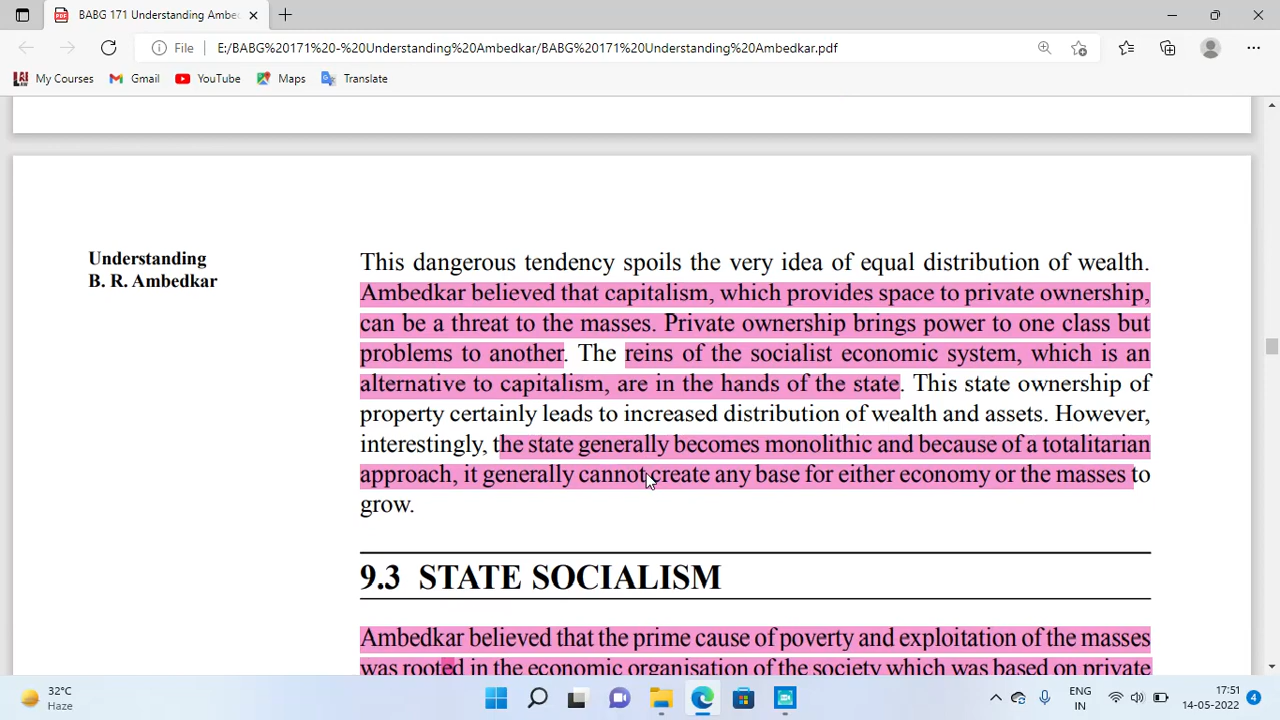 BABG 171 Understanding Ambed
File
E:/BABG%20171%20-%20Understanding%20Ambedkar/BABG%20171%20Understanding%20Ambedkar.pdf
My Courses
Gmail
YouTube
Maps
Translate
Understanding
B. R. Ambedkar
This dangerous tendency spoils the very idea of equal distribution of wealth.
Ambedkar believed that capitalism, which provides space to private ownership,
can be a threat to the masses. Private ownership brings power to one class but
problems to another. The reins of the socialist economic system, which is an
alternative to capitalism, are in the hands of the state. This state ownership of
property certainly leads to increased distribution of wealth and assets. However,
interestingly, the state generally becomes monolithic and because of a totalitarian
approach, it generally cannot create any base for either economy or the masses to
grow.
9.3 STATE SOCIALISM
Ambedkar believed that the prime cause of poverty and exploitation of the masses
was rooted in the economic organisation of the society which was based on private
32°C
Haze
ENG
IN
17:51
14-05-2022
4